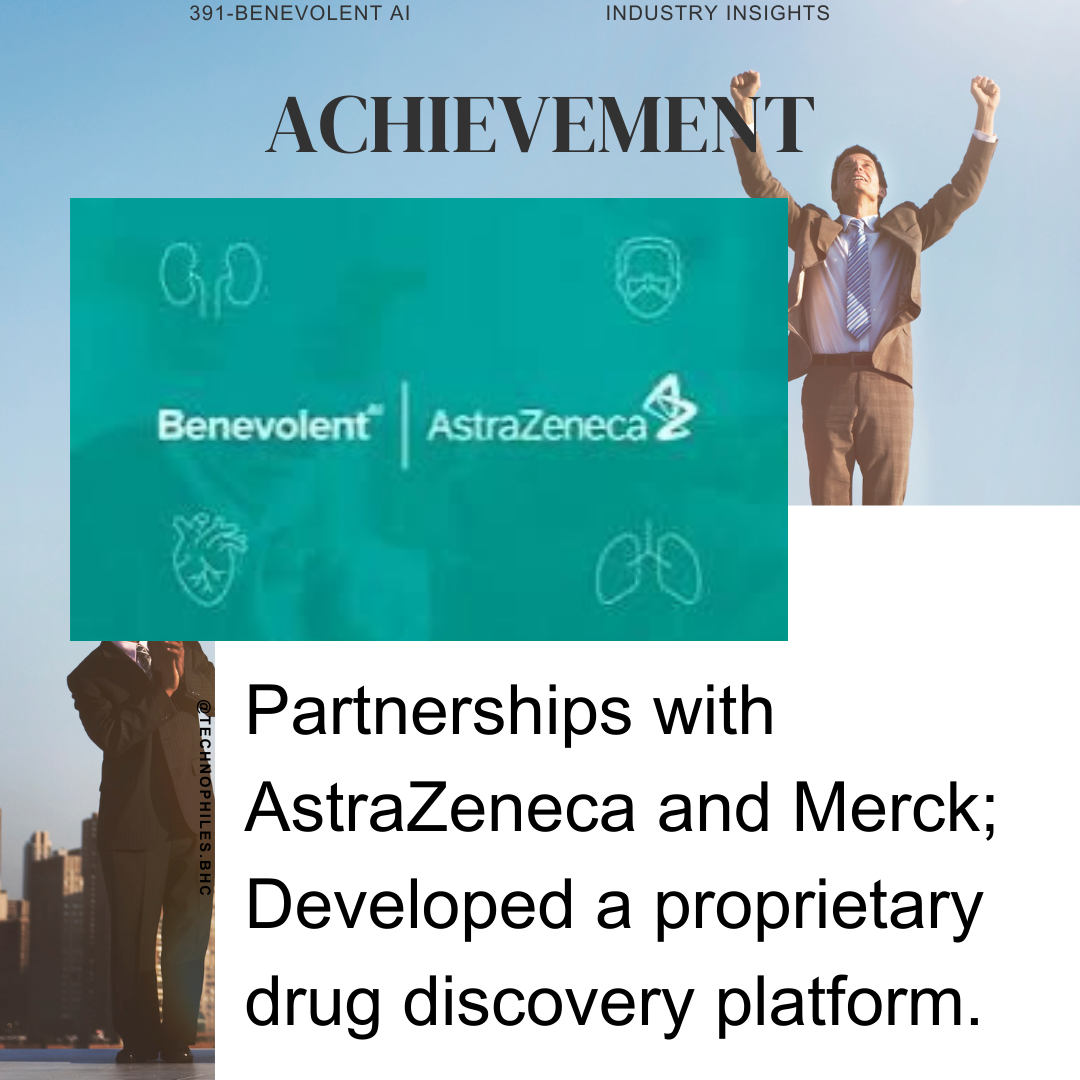 391-BENEVOLENT AI
INDUSTRY INSIGHTS
ACHIEVEMENT
Benevolent AI | AstraZeneca
@TECHNOPHILES.BHC
Partnerships with
AstraZeneca and Merck;
Developed a proprietary
drug discovery platform.